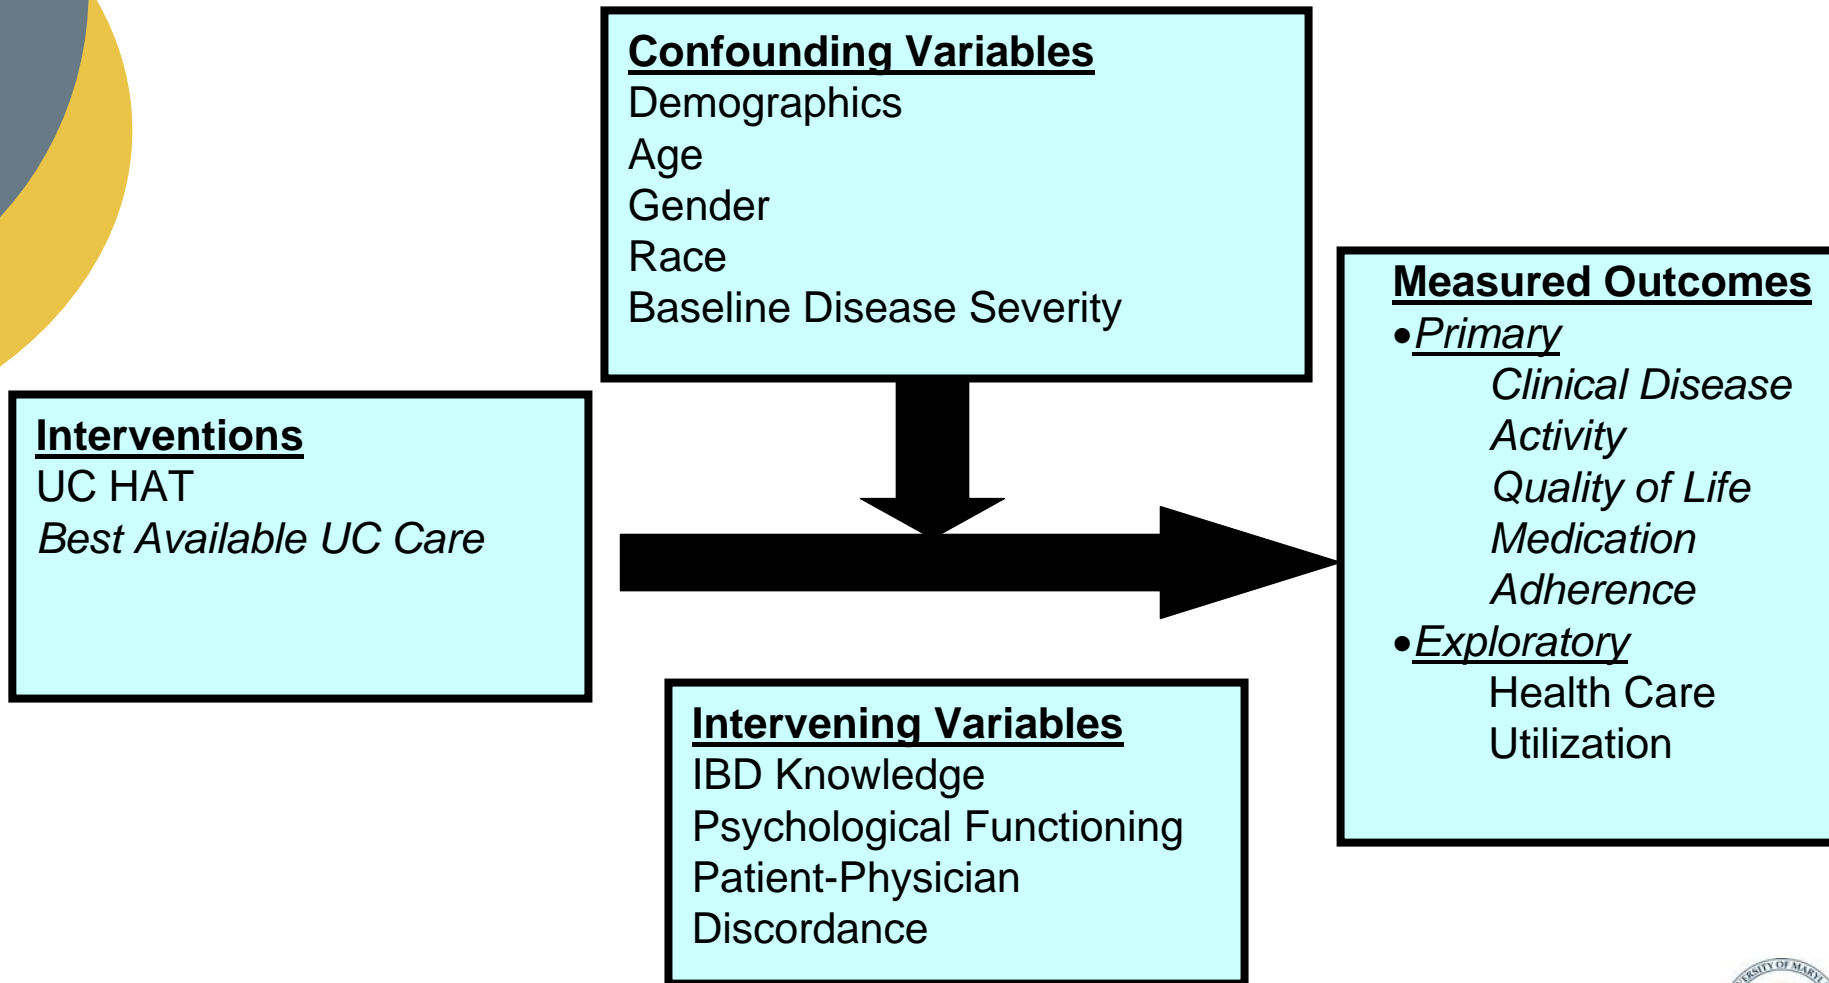 Confounding Variables
Demographics
Age
Gender
Race
Baseline Disease Severity
Interventions
UC HAT
Best Available UC Care
Measured Outcomes
•Primary
Clinical Disease
Activity
Quality of Life
Medication
Adherence
•Exploratory
Health Care
Utilization
Intervening Variables
IBD Knowledge
Psychological Functioning
Patient-Physician
Discordance